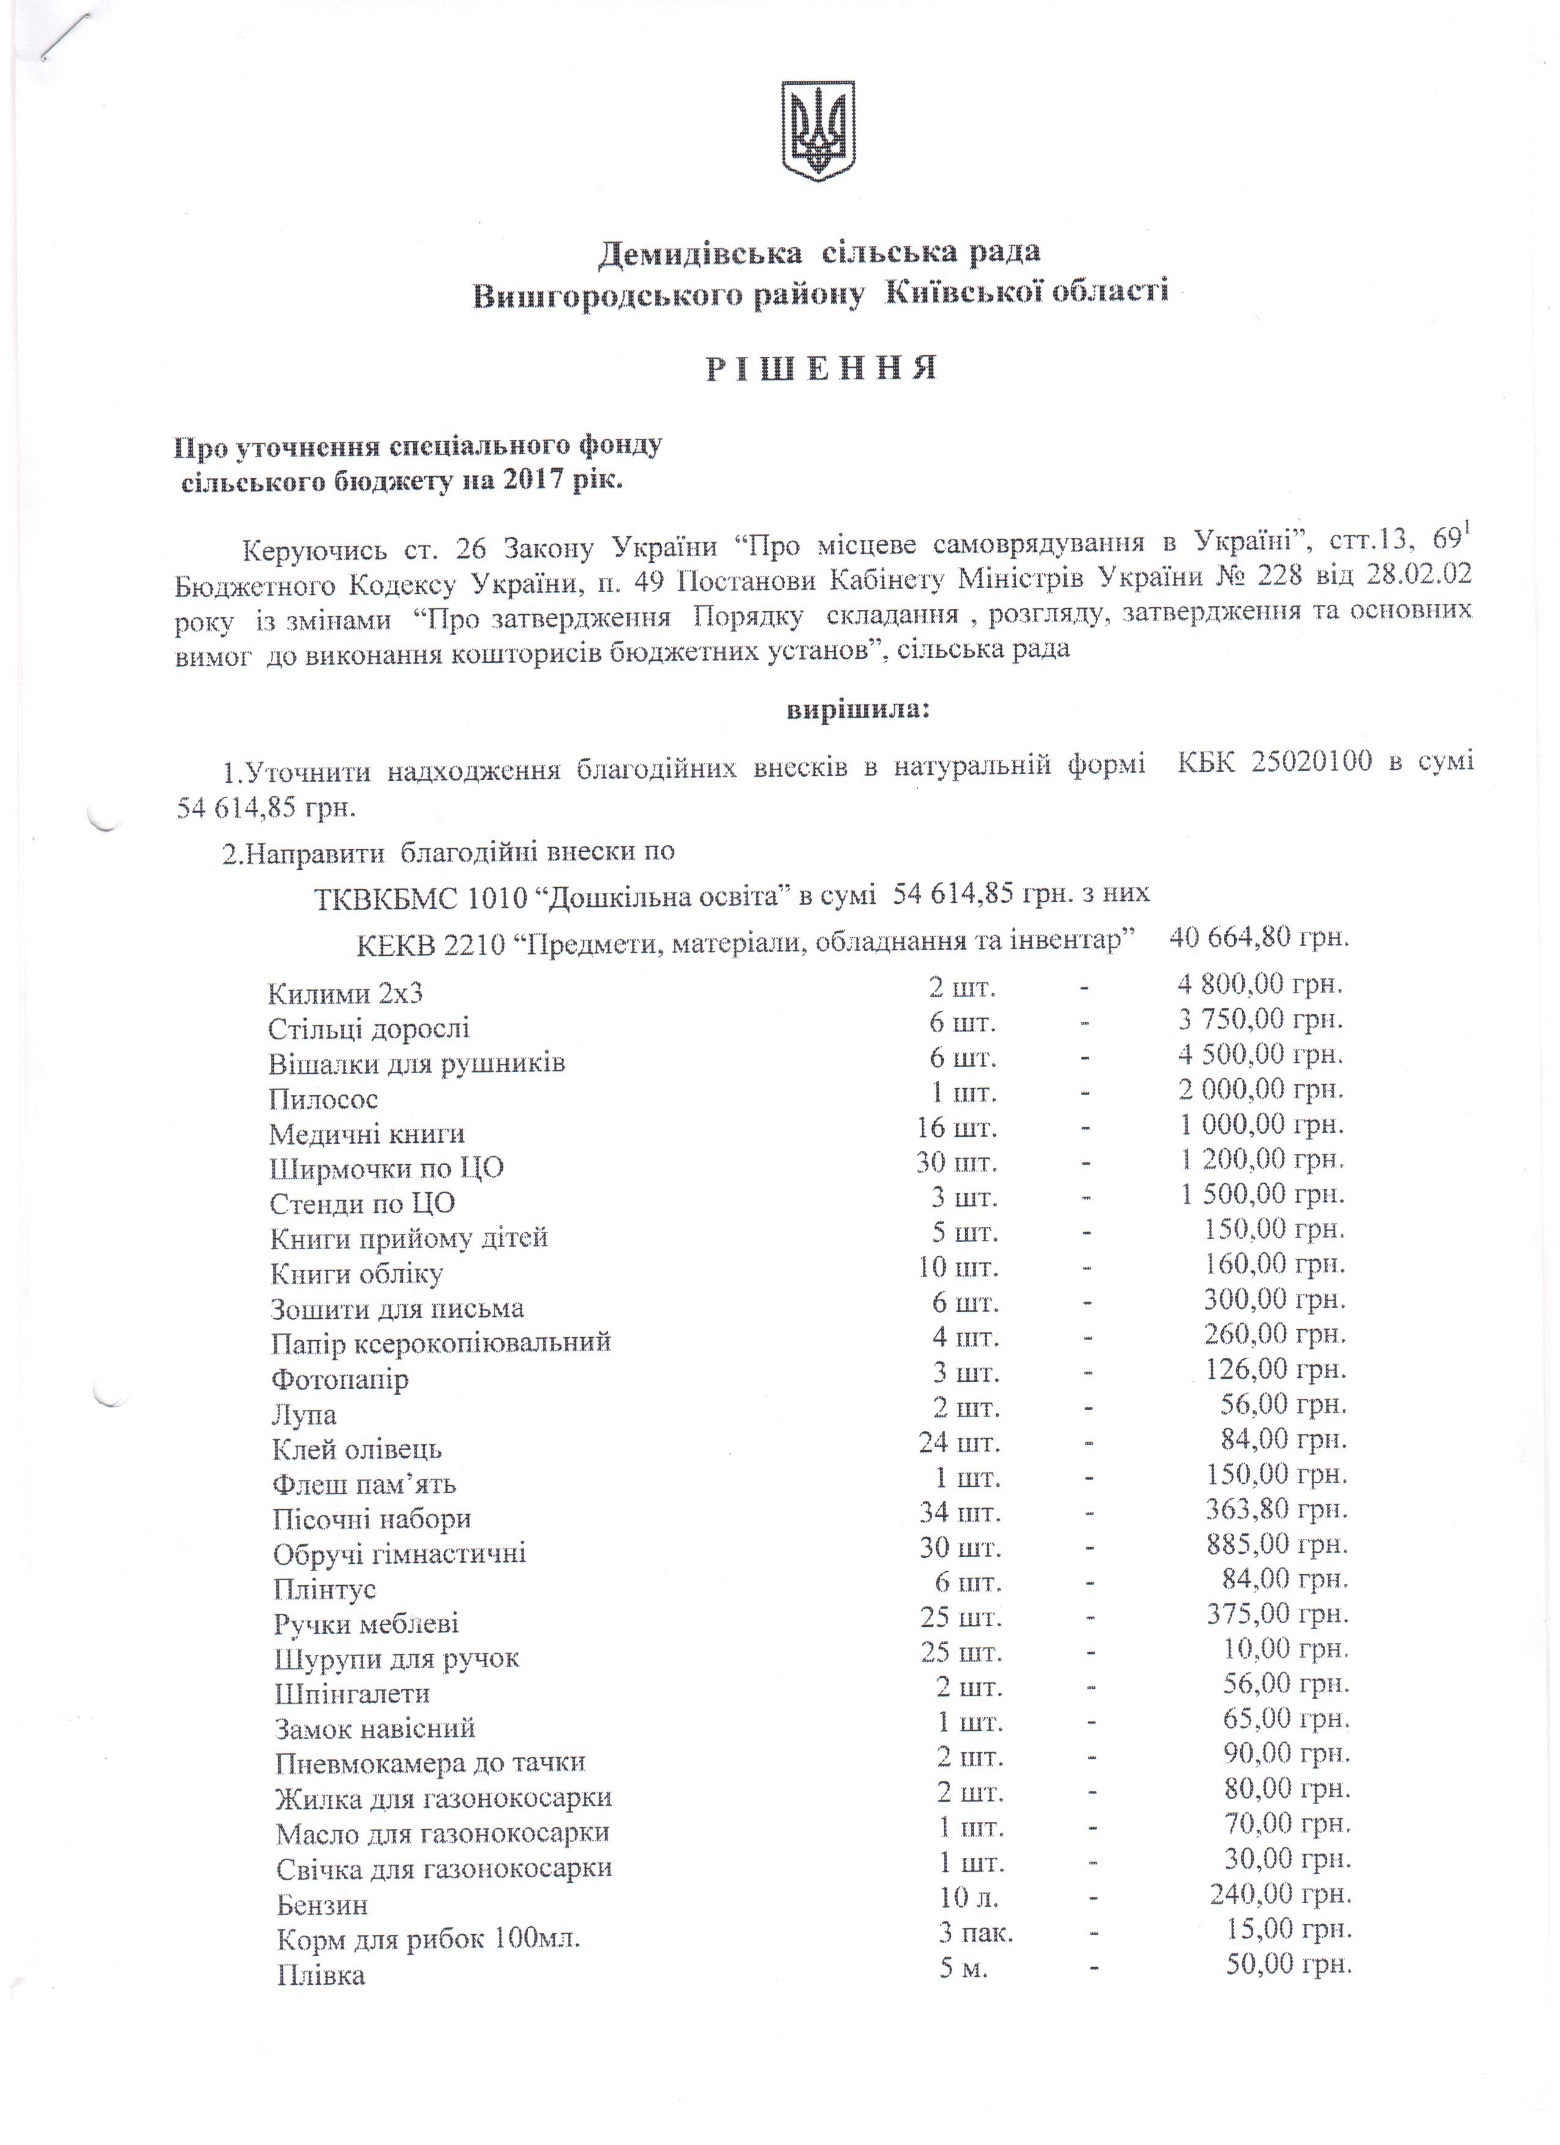 Демидівська сільська рада
Вишгородського району Київської області
Р І Ш Е Н Н Я
Про уточнення спеціального фонду
сільського бюджету на 2017 рік.
Керуючись ст. 26 Закону України “Про місцеве самоврядування в Україні”, стт.13, 69¹
Бюджетного Кодексу України, п. 49 Постанови Кабінету Міністрів України № 228 від 28.02.02
року із змінами “Про затвердження Порядку складання , розгляду, затвердження та основних
вимог до виконання кошторисів бюджетних установ”, сільська рада
вирішила:
1.Уточнити надходження благодійних внесків в натуральній формі КБК 25020100 в сумі
54 614,85 грн.
2.Направити благодійні внески по
ТКВКБМС 1010 “Дошкільна освіта” в сумі 54 614,85 грн. з них
КЕКВ 2210 “Предмети, матеріали, обладнання та інвентар” 40 664,80 грн.
Килими 2х3 2 шт. - 4 800,00 грн.
Стільці дорослі 6 шт. - 3 750,00 грн.
Вішалки для рушників 6 шт. - 4 500,00 грн.
Пилосос 1 шт. - 2 000,00 грн.
Медичні книги 16 шт. - 1 000,00 грн.
Ширмочки по ЦО 30 шт. - 1 200,00 грн.
Стенди по ЦО 3 шт. - 1 500,00 грн.
Книги прийому дітей 5 шт. - 150,00 грн.
Книги обліку 10 шт. - 160,00 грн.
Зошити для письма 6 шт. - 300,00 грн.
Папір ксерокопіювальний 4 шт. - 260,00 грн.
Фотопапір 3 шт. - 126,00 грн.
Лупа 2 шт. - 56,00 грн.
Клей олівець 24 шт. - 84,00 грн.
Флеш пам’ять 1 шт. - 150,00 грн.
Пісочні набори 34 шт. - 363,80 грн.
Обручі гімнастичні 30 шт. - 885,00 грн.
Плінтус 6 шт. - 84,00 грн.
Ручки меблеві 25 шт. - 375,00 грн.
Шурупи для ручок 25 шт. - 10,00 грн.
Шпінгалети 2 шт. - 56,00 грн.
Замок навісний 1 шт. - 65,00 грн.
Пневмокамера до тачки 2 шт. - 90,00 грн.
Жилка для газонокосарки 2 шт. - 80,00 грн.
Масло для газонокосарки 1 шт. - 70,00 грн.
Свічка для газонокосарки 1 шт. - 30,00 грн.
Бензин 10 л. - 240,00 грн.
Корм для рибок 100мл. 3 пак. - 15,00 грн.
Плівка 5 м. - 50,00 грн.